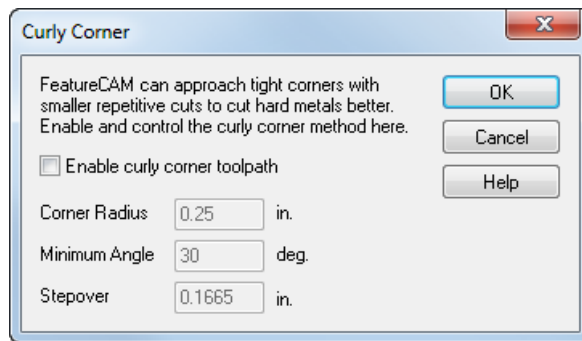 Curly Corner
FeatureCAM can approach tight corners with
smaller repetitive cuts to cut hard metals better.
Enable and control the curly corner method here.
Enable curly corner toolpath
Corner Radius 0.25 in.
Minimum Angle 30 deg.
Stepover 0.1665 in.
OK
Cancel
Help